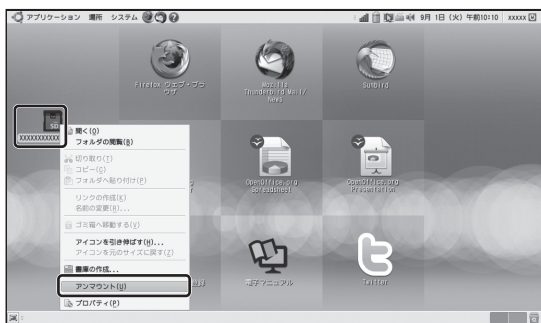 アプリケーション 場所 システム
9月 1日 (火) 午前10:10 xxxxx
Firefox ウェブ・ブラ
ウザ
Mozilla
Thunderbird Mail/
News
Sunbird
SD
XXXXXXXXXXX
開く(O)
フォルダの閲覧(B)
切り取り(T)
コピー(C)
フォルダへ貼り付け(P)
リンクの作成(K)
名前の変更(R)...
ゴミ箱へ移動する(V)
アイコンを引き伸ばす(H)...
アイコンを元のサイズに戻す(Z)
書庫の作成...
アンマウント(U)
プロパティ(P)
OpenOffice.org
Spreadsheet
OpenOffice.org
Presentation
電子マニュアル
Twitter